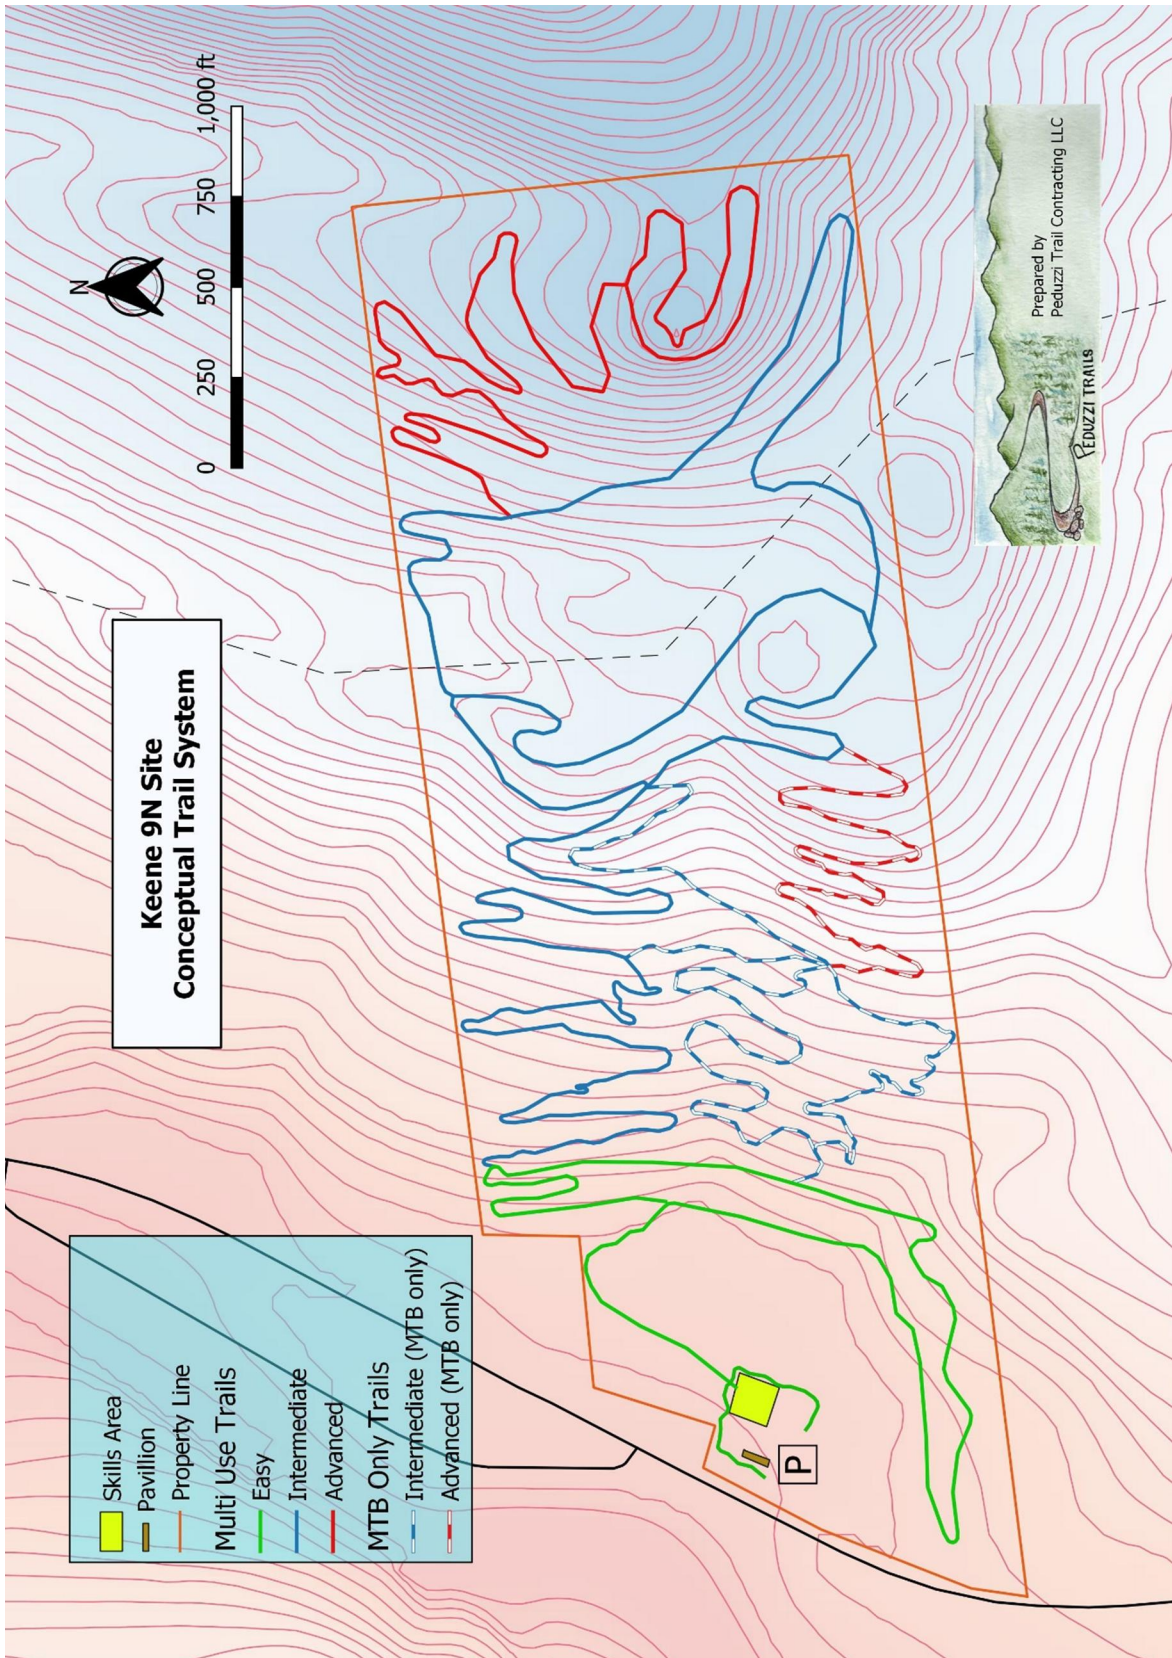 Keene 9N Site
Conceptual Trail System
N
0 250 500 750 1,000 ft
Skills Area
Pavillion
Property Line
Multi Use Trails
Easy
Intermediate
Advanced
MTB Only Trails
Intermediate (MTB only)
Advanced (MTB only)
P
Prepared by
Peduzzi Trail Contracting LLC
PEDUZZI TRAILS